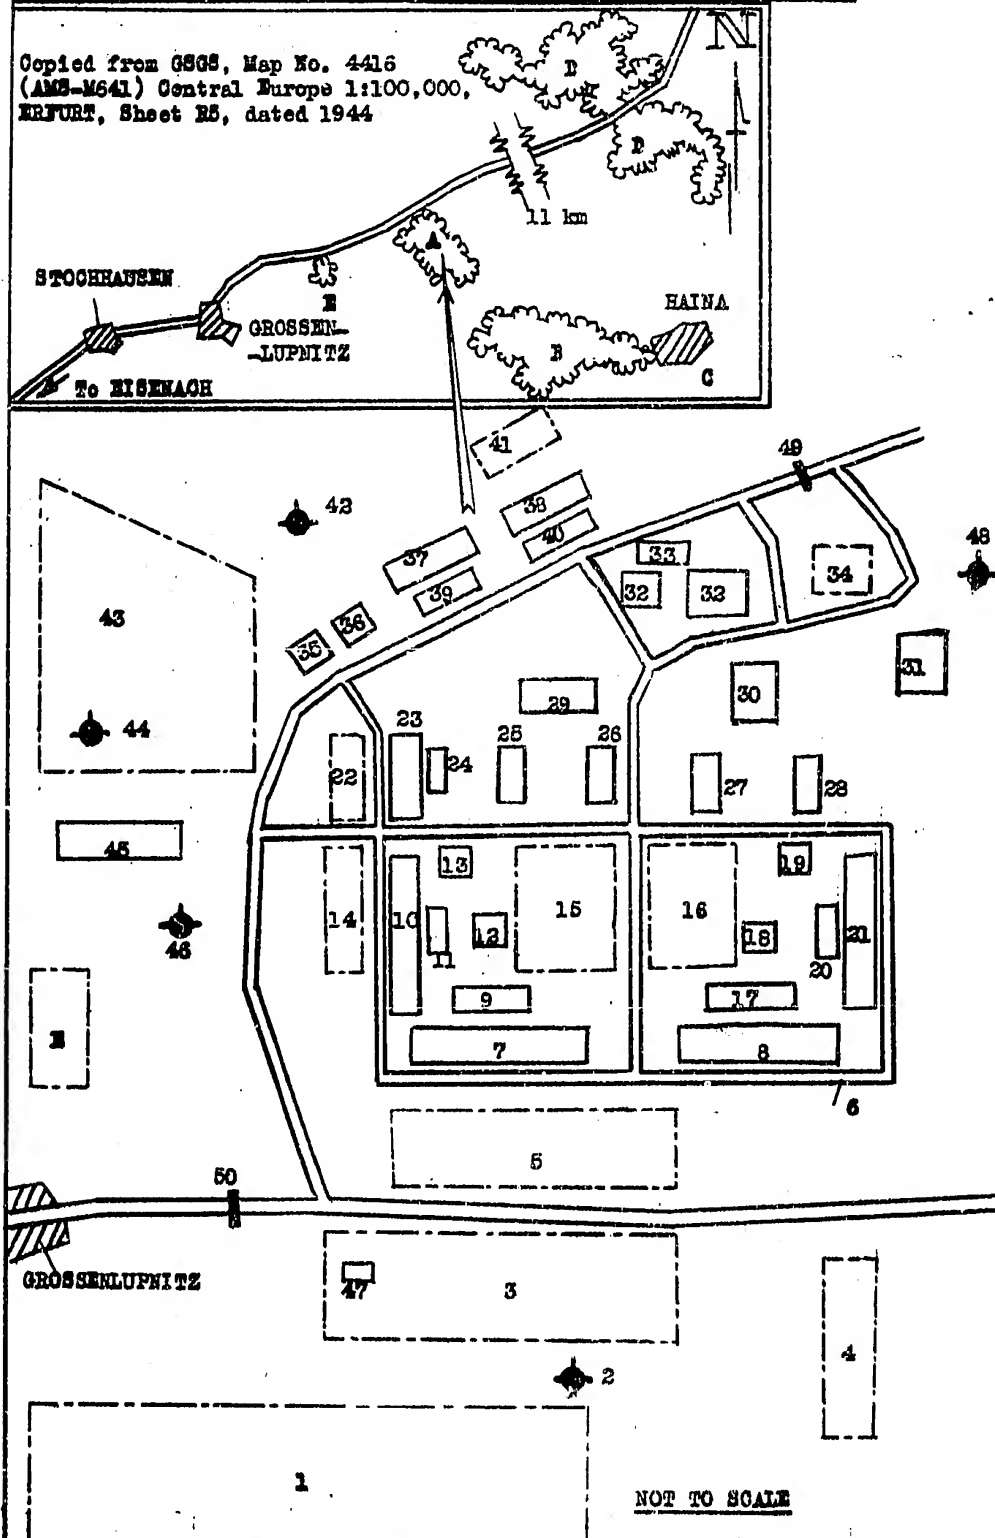 N
Copied from GSGS, Map No. 4416
(AMS-M641) Central Europe 1:100,000,
ERFURT, Sheet R5, dated 1944
D
D
11 km
A
STOCKHAUSEN
E
GROSSEN-
-LUPNITZ
HAINA
B
C
To EISENACH
41
49
42
38
40
37
39
33
32
32
34
48
43
36
35
31
30
29
44
23
25
26
24
22
27
28
45
13
19
14
10
15
16
12
18
21
11
20
46
9
17
E
7
8
6
5
50
GROSSENLUPNITZ
47
3
4
2
1
NOT TO SCALE